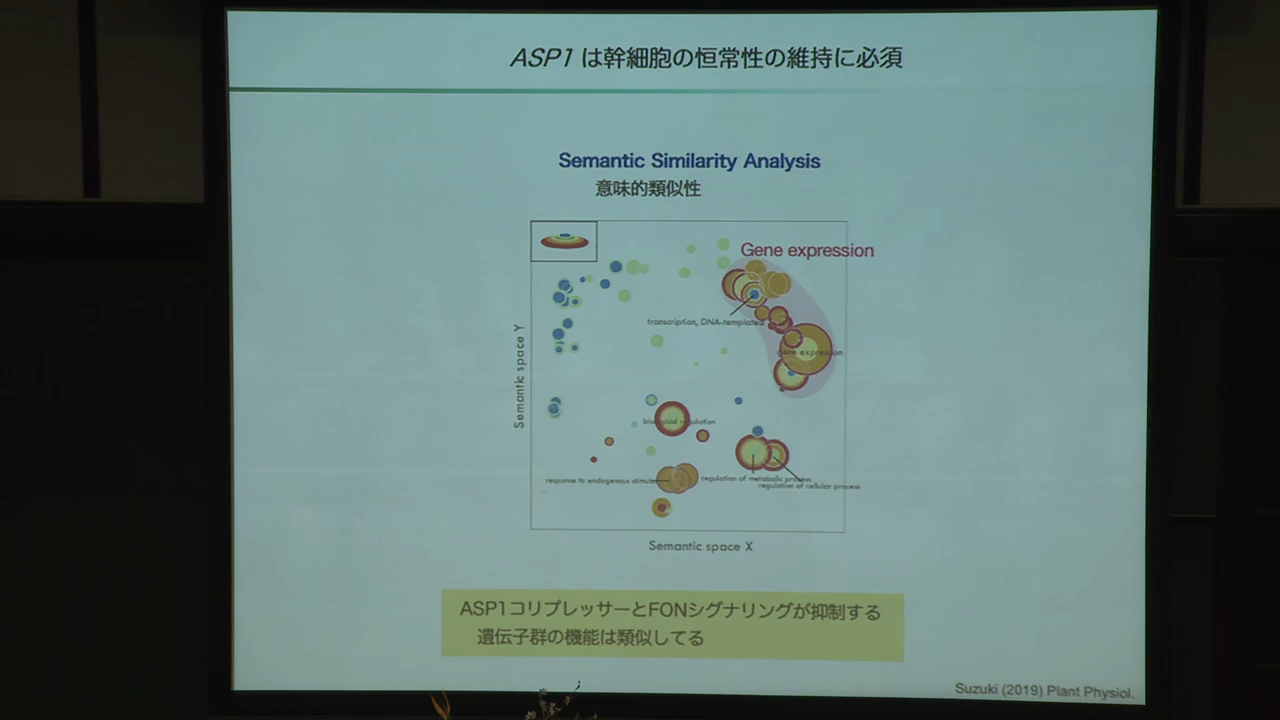 ASP1は幹細胞の恒常性の維持に必須
Semantic Similarity Analysis
意味的類似性
Gene expression
transcription, DNA-templated
gene expression
Semantic space Y
biological regulation
response to endogenous stimulus
regulation of metabolic process
regulation of cellular process
Semantic space X
ASP1コリプレッサーとFONシグナリングが抑制する
遺伝子群の機能は類似してる
Suzuki (2019) Plant Physiol.